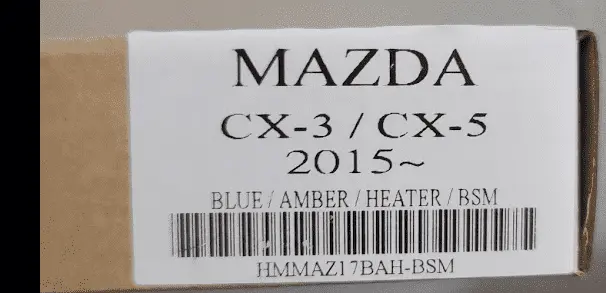 MAZDA
CX-3 / CX-5
2015~
BLUE / AMBER / HEATER / BSM
HMMAZ17BAH-BSM